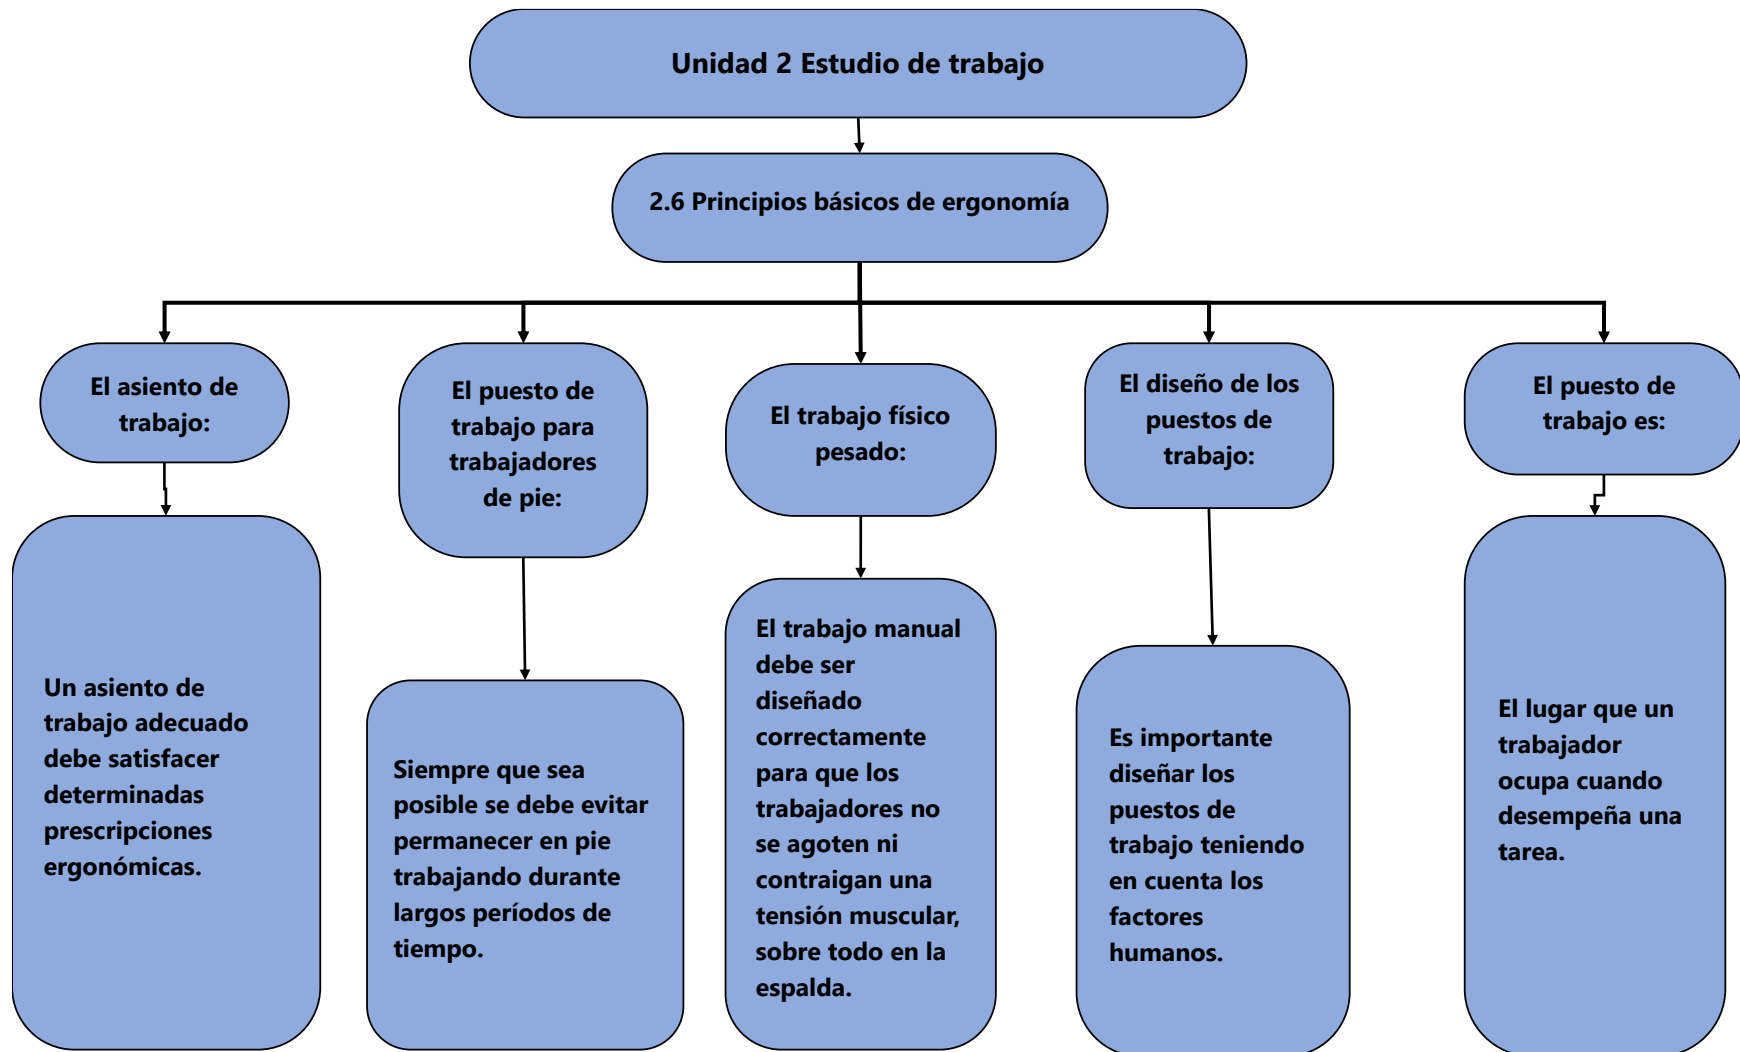 Unidad 2 Estudio de trabajo
2.6 Principios básicos de ergonomía
El asiento de
trabajo:
El puesto de
trabajo para
trabajadores
de pie:
El trabajo físico
pesado:
El diseño de los
puestos de
trabajo:
El puesto de
trabajo es:
Un asiento de
trabajo adecuado
debe satisfacer
determinadas
prescripciones
ergonómicas.
Siempre que sea
posible se debe evitar
permanecer en pie
trabajando durante
largos períodos de
tiempo.
El trabajo manual
debe ser
diseñado
correctamente
para que los
trabajadores no
se agoten ni
contraigan una
tensión muscular,
sobre todo en la
espalda.
Es importante
diseñar los
puestos de
trabajo teniendo
en cuenta los
factores
humanos.
El lugar que un
trabajador
ocupa cuando
desempeña una
tarea.